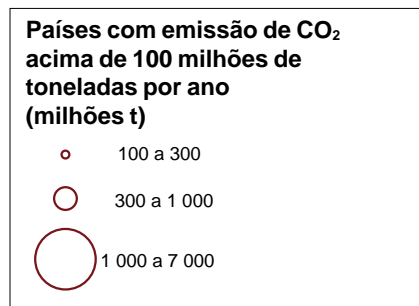 Países com emissão de CO₂
acima de 100 milhões de
toneladas por ano
(milhões t)
100 a 300
300 a 1 000
1 000 a 7 000